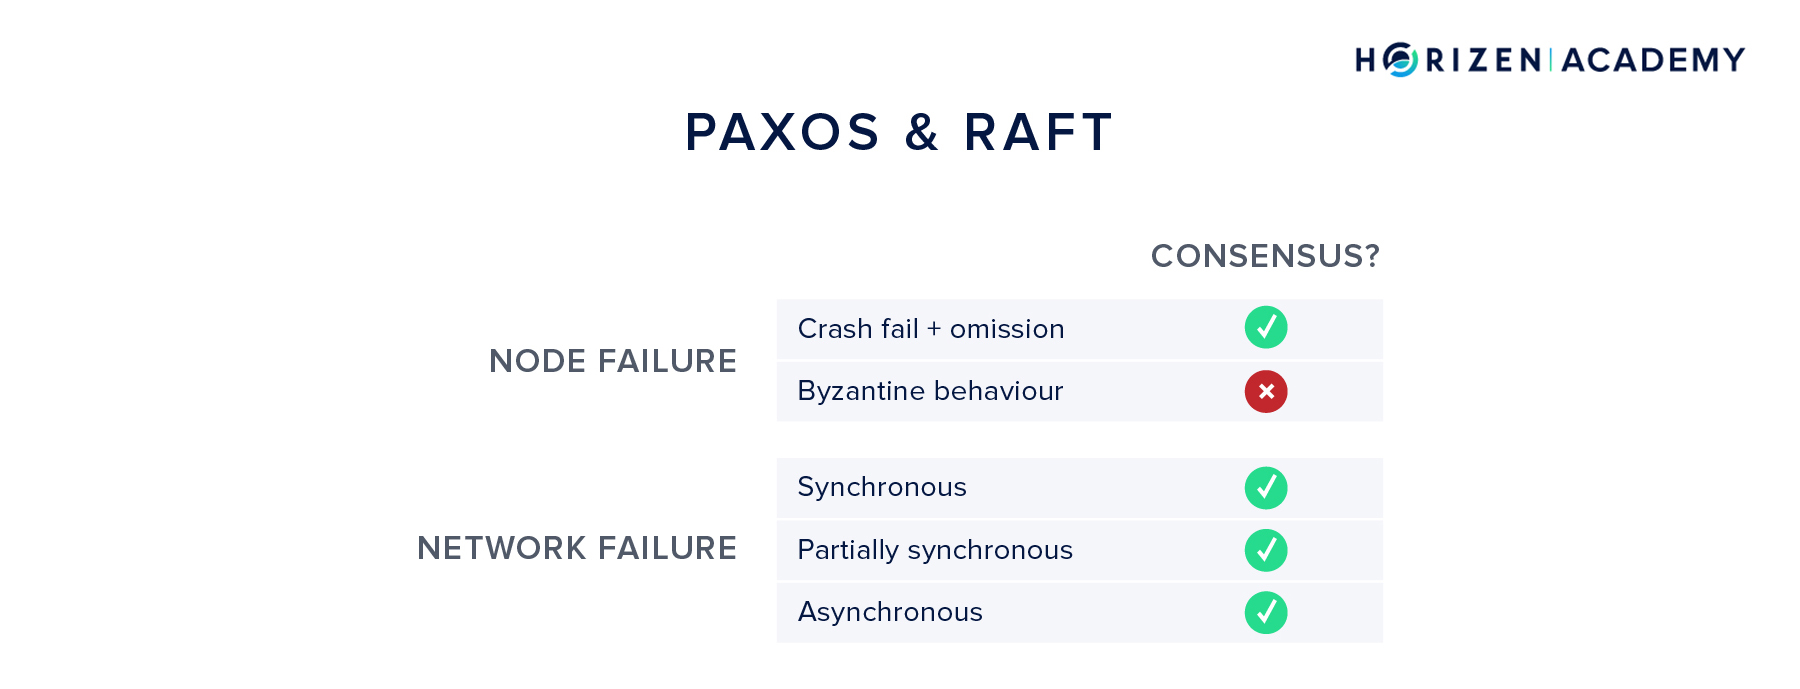 HORIZEN | ACADEMY
PAXOS & RAFT
CONSENSUS?
NODE FAILURE
Crash fail + omission
Byzantine behaviour
NETWORK FAILURE
Synchronous
Partially synchronous
Asynchronous